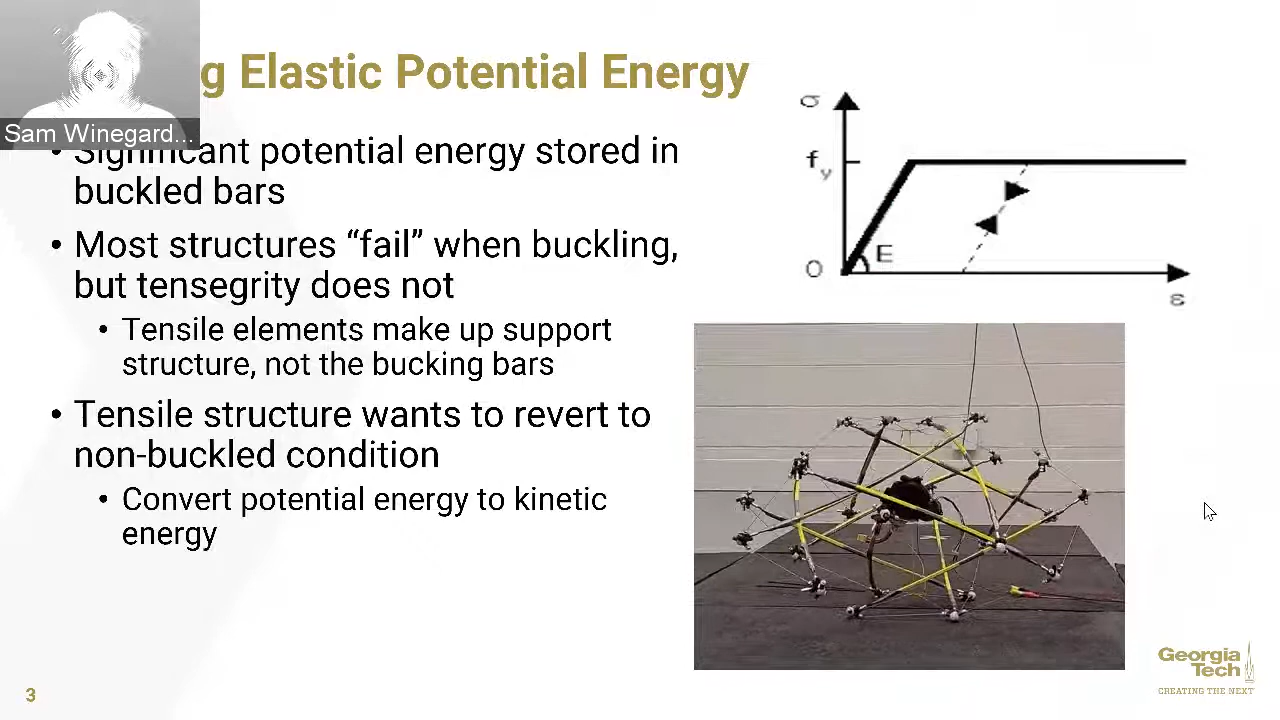 g Elastic Potential Energy
Sam Winegard...
• Significant potential energy stored in
buckled bars
• Most structures “fail” when buckling,
but tensegrity does not
• Tensile elements make up support
structure, not the bucking bars
• Tensile structure wants to revert to
non-buckled condition
• Convert potential energy to kinetic
energy
σ
fy
E
0
ε
Georgia
Tech
CREATING THE NEXT
3